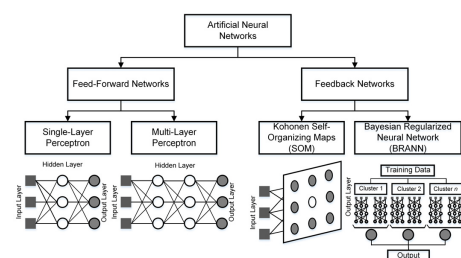 Artificial Neural
Networks
Feed-Forward Networks
Feedback Networks
Single-Layer
Perceptron
Multi-Layer
Perceptron
Kohonen Self-
Organizing Maps
(SOM)
Bayesian Regularized
Neural Network
(BRANN)
Hidden Layer
Input Layer
Output Layer
Hidden Layer
Input Layer
Output Layer
Input Layer
Output Layer
Training Data
Cluster 1
Cluster 2
Cluster n
Output